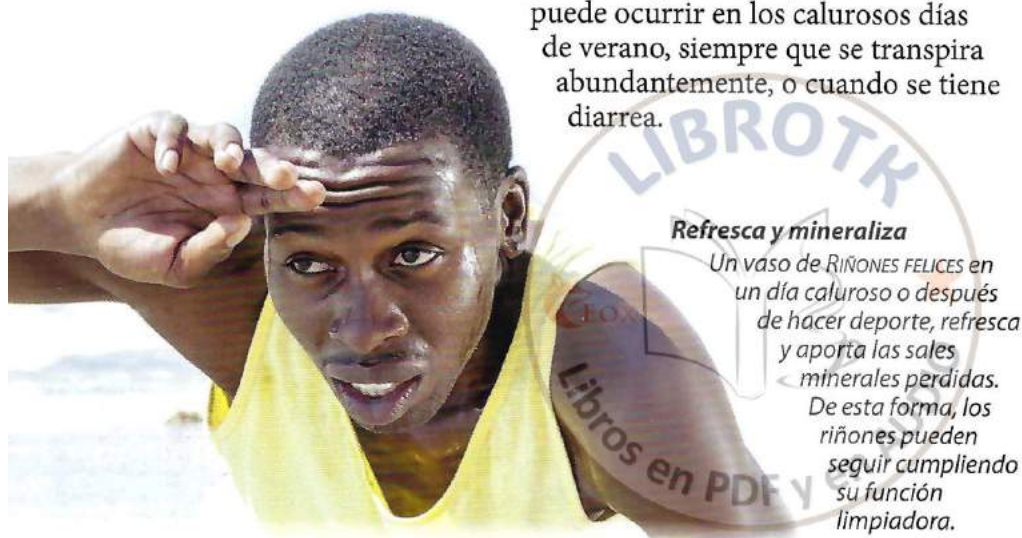 puede ocurrir en los calurosos días
de verano, siempre que se transpira
abundantemente, o cuando se tiene
diarrea.
LIBROTK
Refresca y mineraliza
Un vaso de RIÑONES FELICES en
un día caluroso o después
de hacer deporte, refresca
y aporta las sales
minerales perdidas.
De esta forma, los
riñones pueden
seguir cumpliendo
su función
limpiadora.
Libros en PDF y en AUDIO